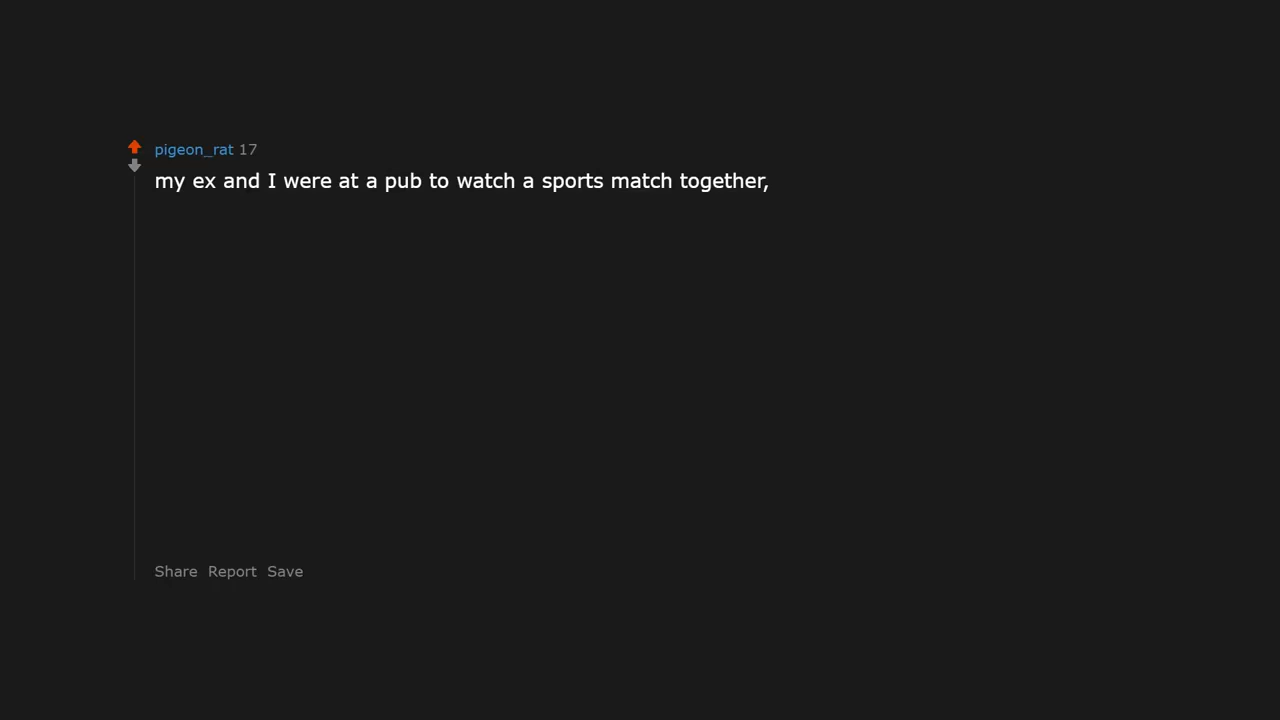 pigeon_rat 17
my ex and I were at a pub to watch a sports match together,
Share Report Save